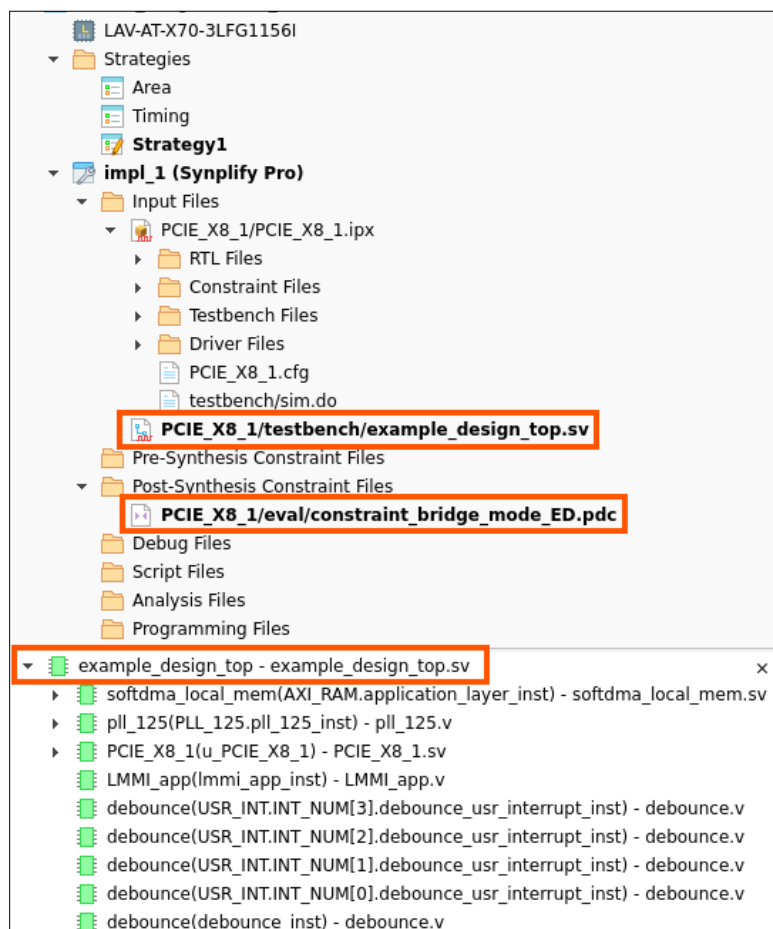 LAV-AT-X70-3LFG1156I
Strategies
Area
Timing
Strategy1
impl_1 (Synplify Pro)
Input Files
PCIE_X8_1/PCIE_X8_1.ipx
RTL Files
Constraint Files
Testbench Files
Driver Files
PCIE_X8_1.cfg
testbench/sim.do
PCIE_X8_1/testbench/example_design_top.sv
Pre-Synthesis Constraint Files
Post-Synthesis Constraint Files
PCIE_X8_1/eval/constraint_bridge_mode_ED.pdc
Debug Files
Script Files
Analysis Files
Programming Files
example_design_top - example_design_top.sv
softdma_local_mem(AXI_RAM.application_layer_inst) - softdma_local_mem.sv
pll_125(PLL_125.pll_125_inst) - pll_125.v
PCIE_X8_1(u_PCIE_X8_1) - PCIE_X8_1.sv
LMMI_app(lmmi_app_inst) - LMMI_app.v
debounce(USR_INT.INT_NUM[3].debounce_usr_interrupt_inst) - debounce.v
debounce(USR_INT.INT_NUM[2].debounce_usr_interrupt_inst) - debounce.v
debounce(USR_INT.INT_NUM[1].debounce_usr_interrupt_inst) - debounce.v
debounce(USR_INT.INT_NUM[0].debounce_usr_interrupt_inst) - debounce.v
debounce(debounce_inst) - debounce.v